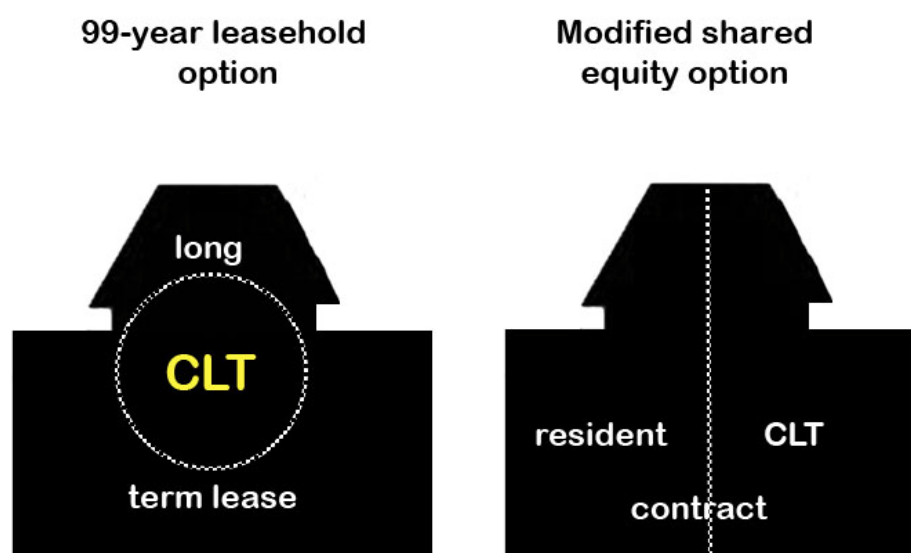 99-year leasehold
option
Modified shared
equity option
long
CLT
term lease
resident
CLT
contract